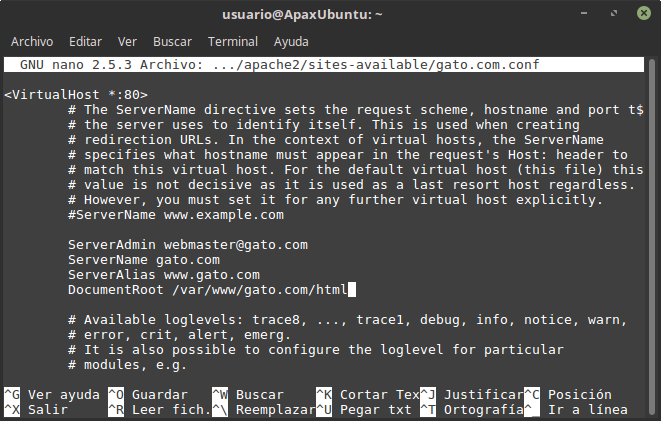 usuario@ApaxUbuntu: ~
Archivo Editar Ver Buscar Terminal Ayuda
GNU nano 2.5.3 Archivo: .../apache2/sites-available/gato.com.conf
<VirtualHost *:80>
# The ServerName directive sets the request scheme, hostname and port t$
# the server uses to identify itself. This is used when creating
# redirection URLs. In the context of virtual hosts, the ServerName
# specifies what hostname must appear in the request's Host: header to
# match this virtual host. For the default virtual host (this file) this
# value is not decisive as it is used as a last resort host regardless.
# However, you must set it for any further virtual host explicitly.
#ServerName www.example.com
ServerAdmin webmaster@gato.com
ServerName gato.com
ServerAlias www.gato.com
DocumentRoot /var/www/gato.com/html
# Available loglevels: trace8, ..., trace1, debug, info, notice, warn,
# error, crit, alert, emerg.
# It is also possible to configure the loglevel for particular
# modules, e.g.
^G Ver ayuda ^O Guardar ^W Buscar ^K Cortar Tex^J Justificar^C Posición
^X Salir ^R Leer fich.^\ Reemplazar^U Pegar txt ^T Ortografía^_ Ir a línea